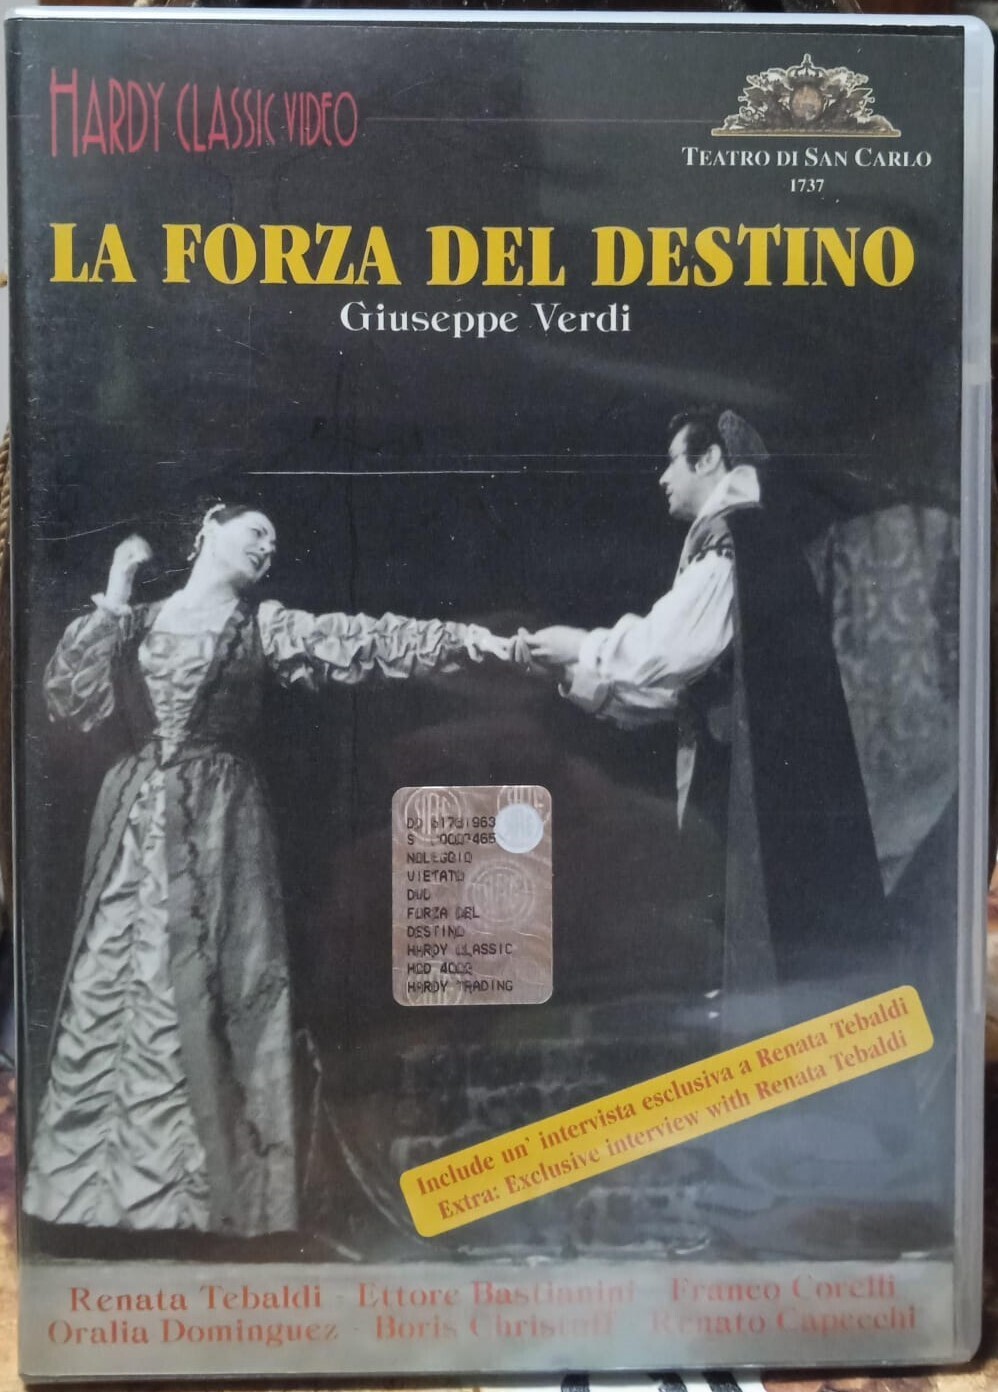 HARDY CLASSIC VIDEO
TEATRO DI SAN CARLO
1737
LA FORZA DEL DESTINO
Giuseppe Verdi
NOLEGGIO
VIETATO
DVD
FORZA DEL
DESTINO
HARDY CLASSIC
HCD
HARDY TRADING
Include un' intervista esclusiva a Renata Tebaldi
Extra: Exclusive interview with Renata Tebaldi
Renata Tebaldi - Ettore Bastianini - Franco Corelli
Oralia Dominguez - Boris Christoff - Renato Capecchi